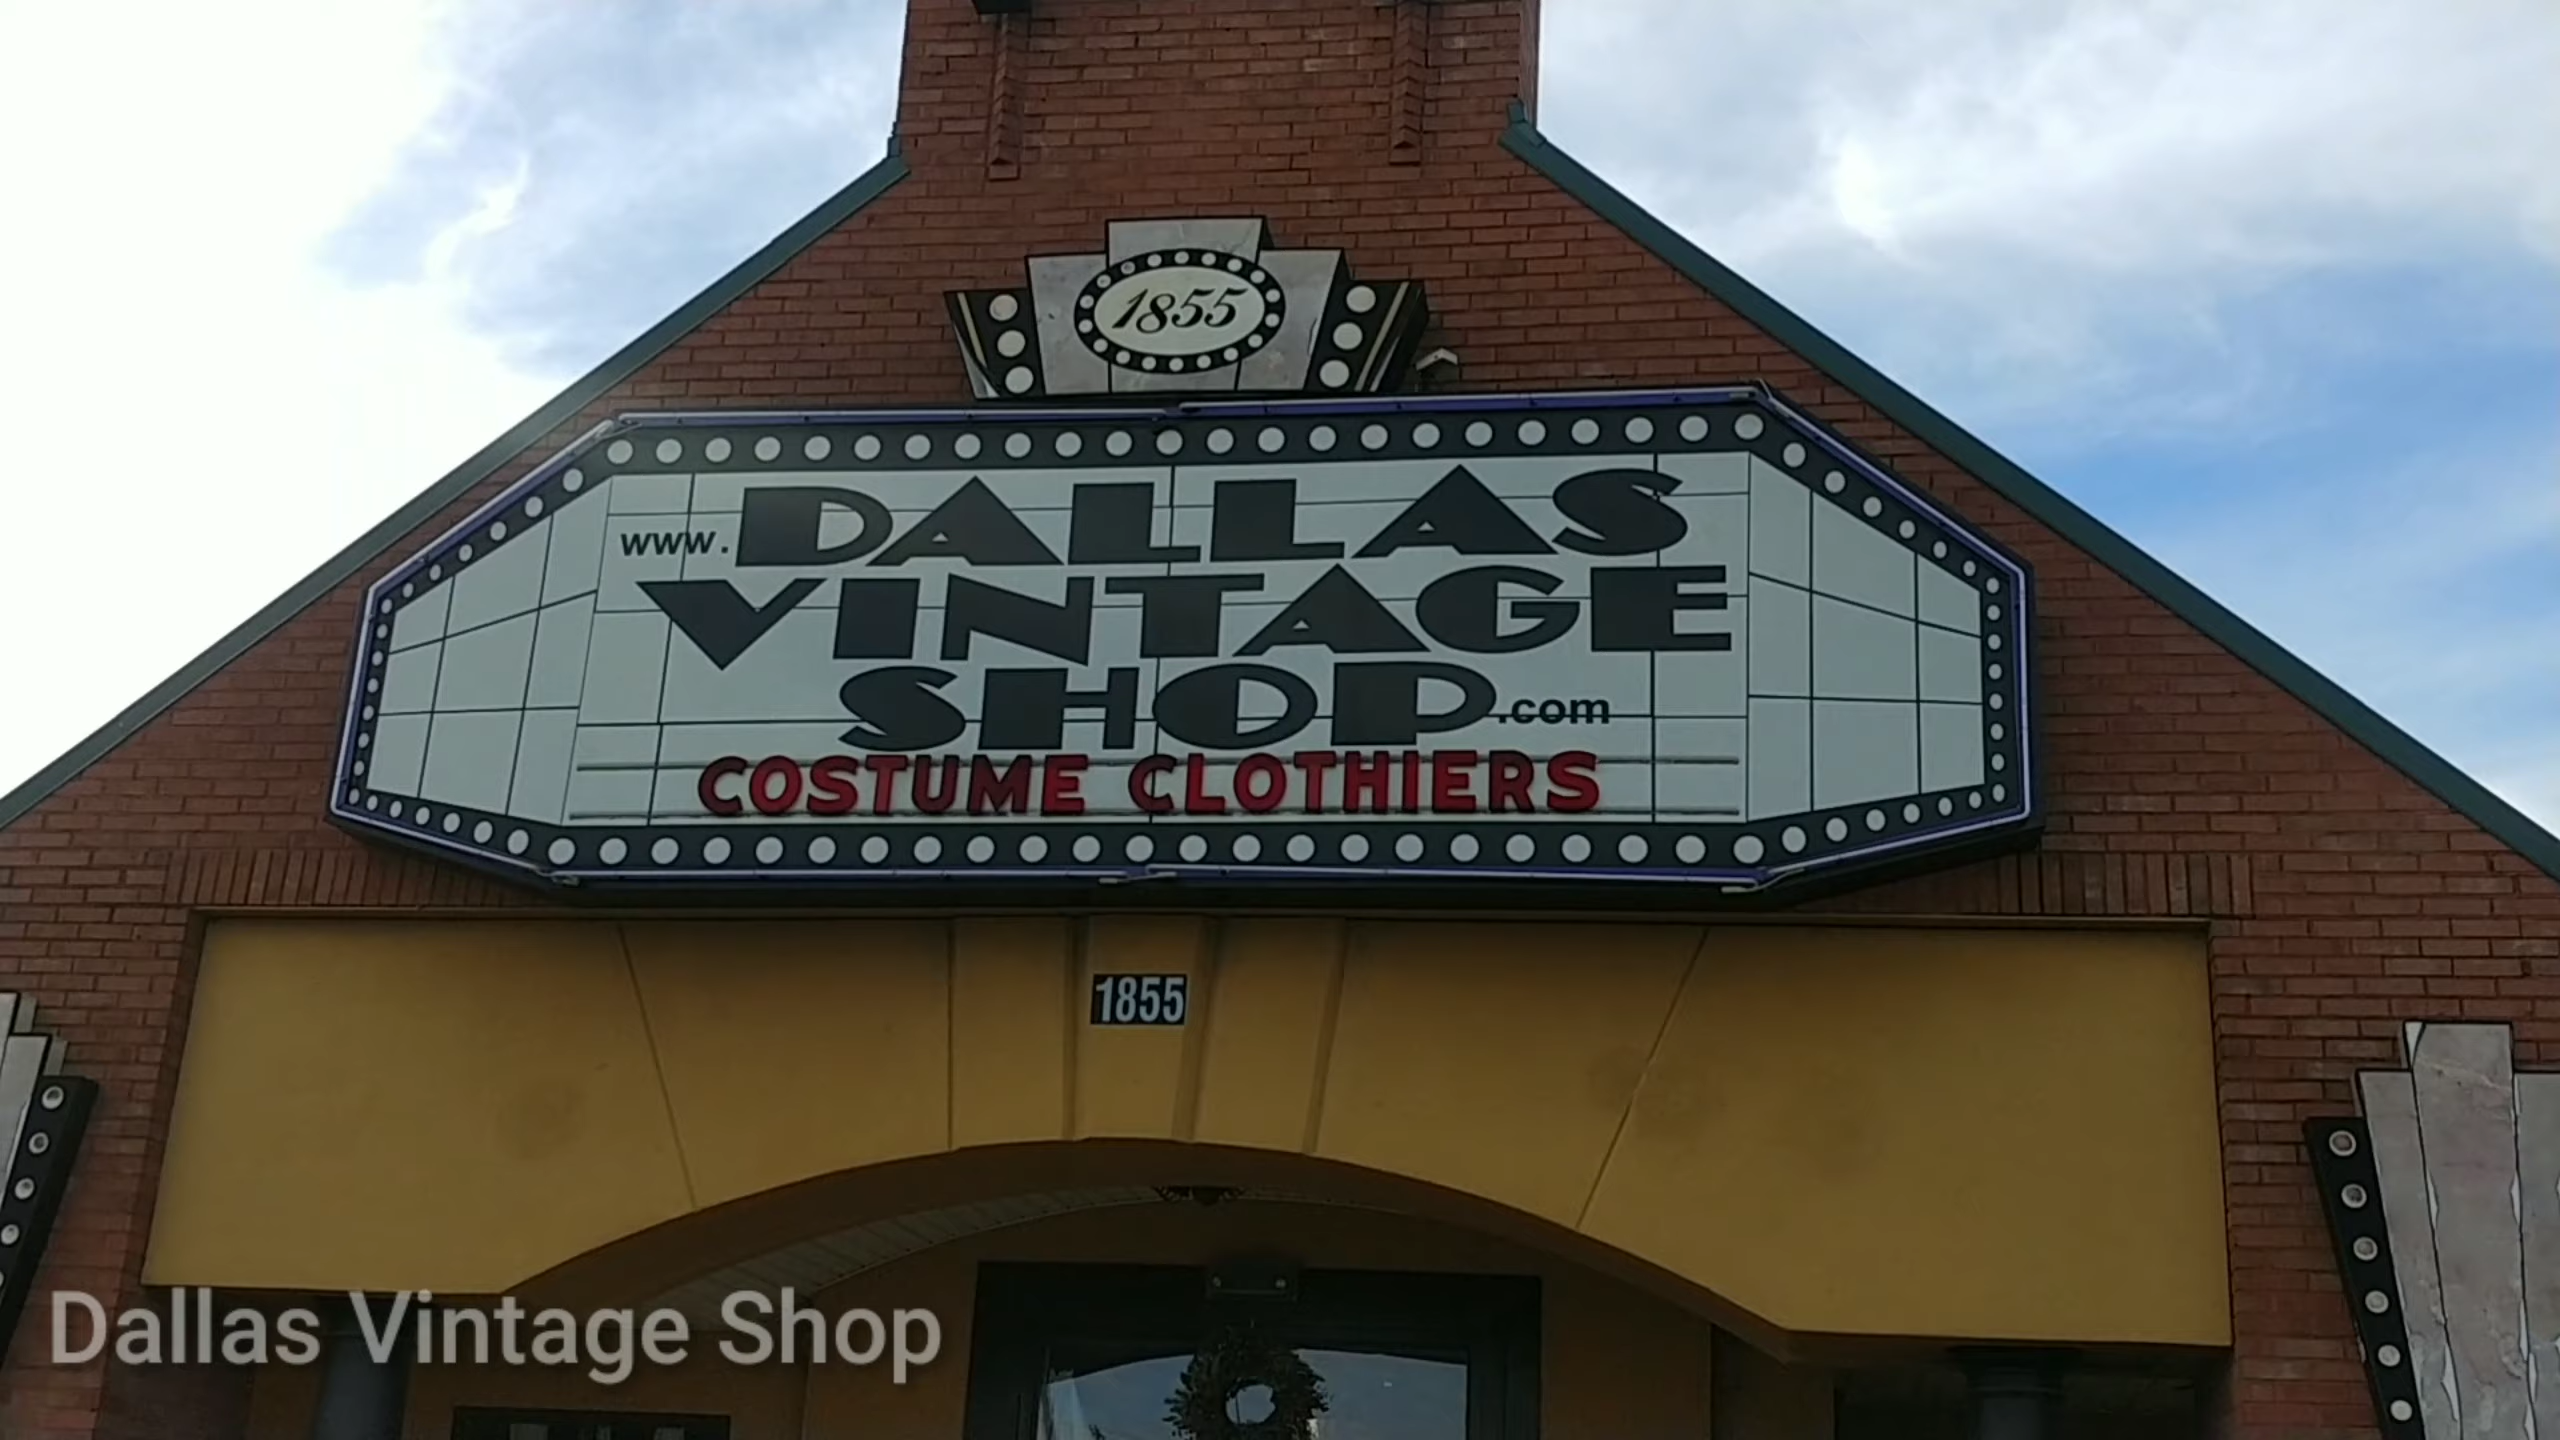 1855
www.DALLAS
VINTAGE
SHOP.com
COSTUME CLOTHIERS
1855
Dallas Vintage Shop